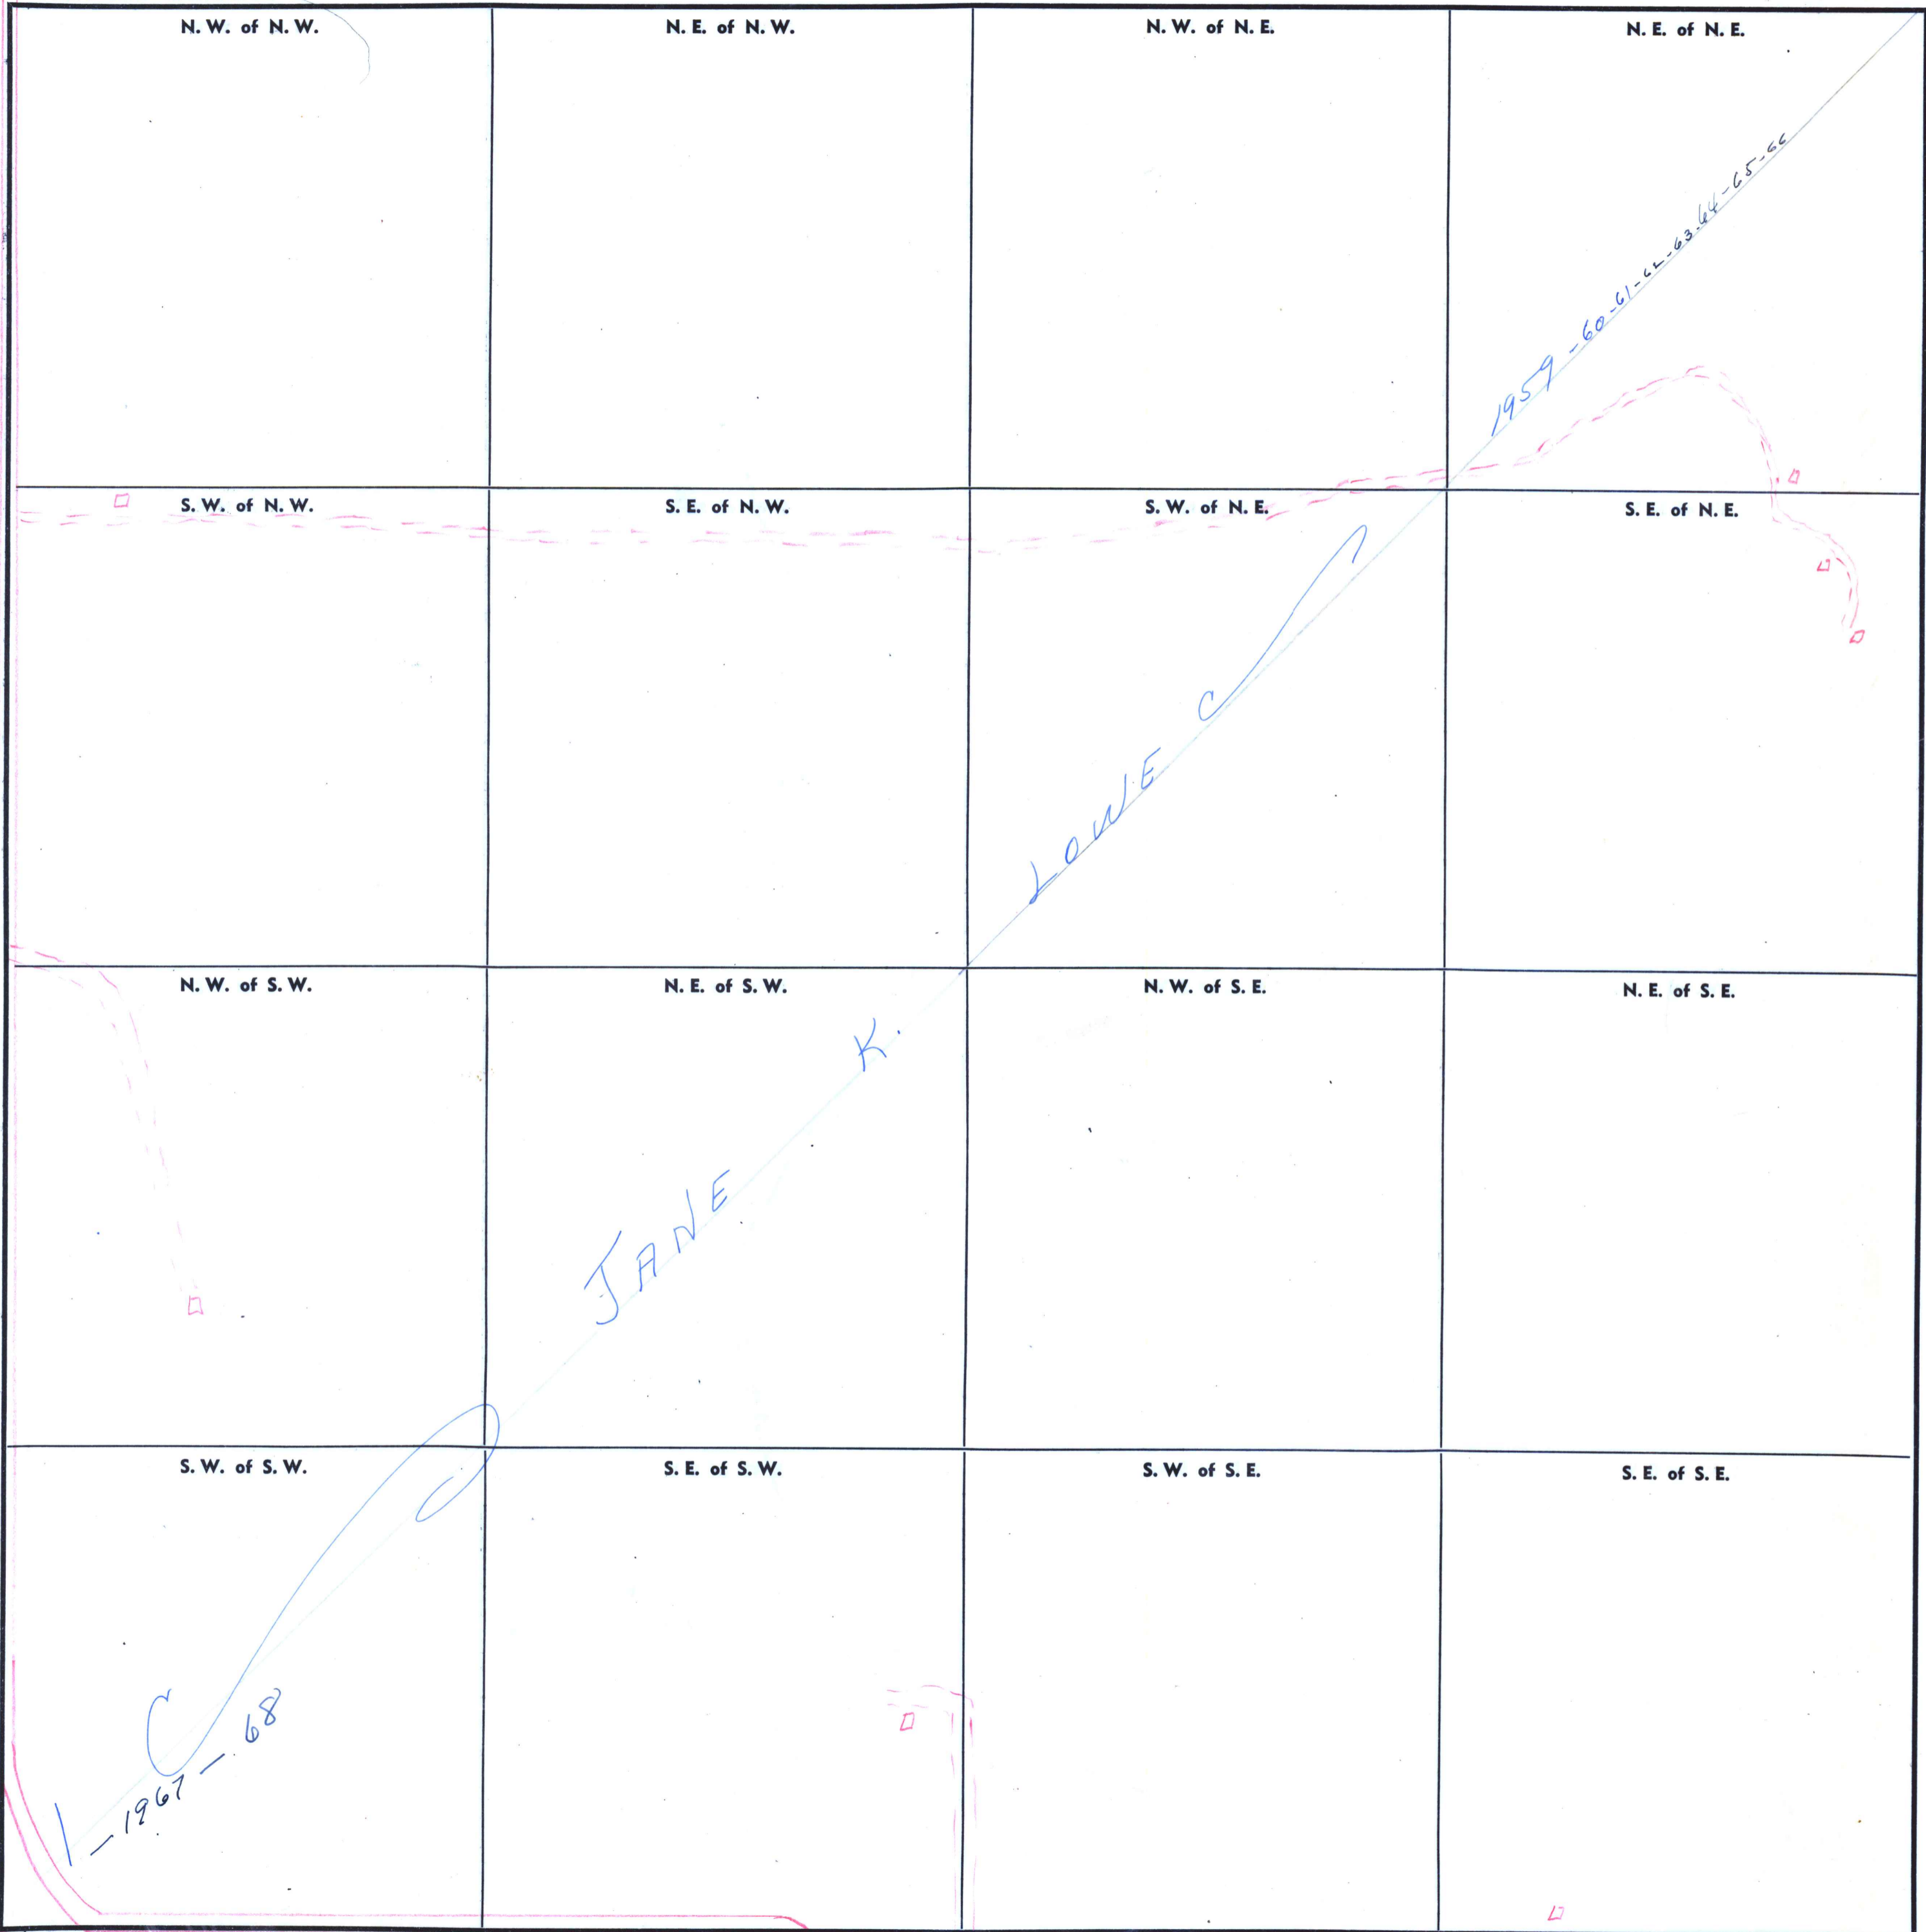 N. W. of N. W.
N. E. of N. W.
N. W. of N. E.
N. E. of N. E.
1959-60-61-62-63-64-65-66
S. W. of N. W.
S. E. of N. W.
S. W. of N. E.
S. E. of N. E.
N. W. of S. W.
N. E. of S. W.
N. W. of S. E.
N. E. of S. E.
JANE K. LOWE C
S. W. of S. W.
S. E. of S. W.
S. W. of S. E.
S. E. of S. E.
C
1-1967-68